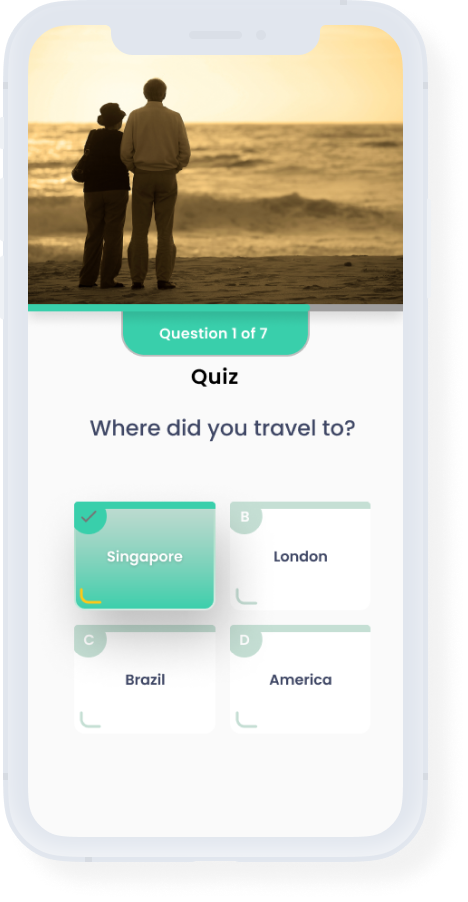 Question 1 of 7
Quiz
Where did you travel to?
Singapore
B
London
C
Brazil
D
America